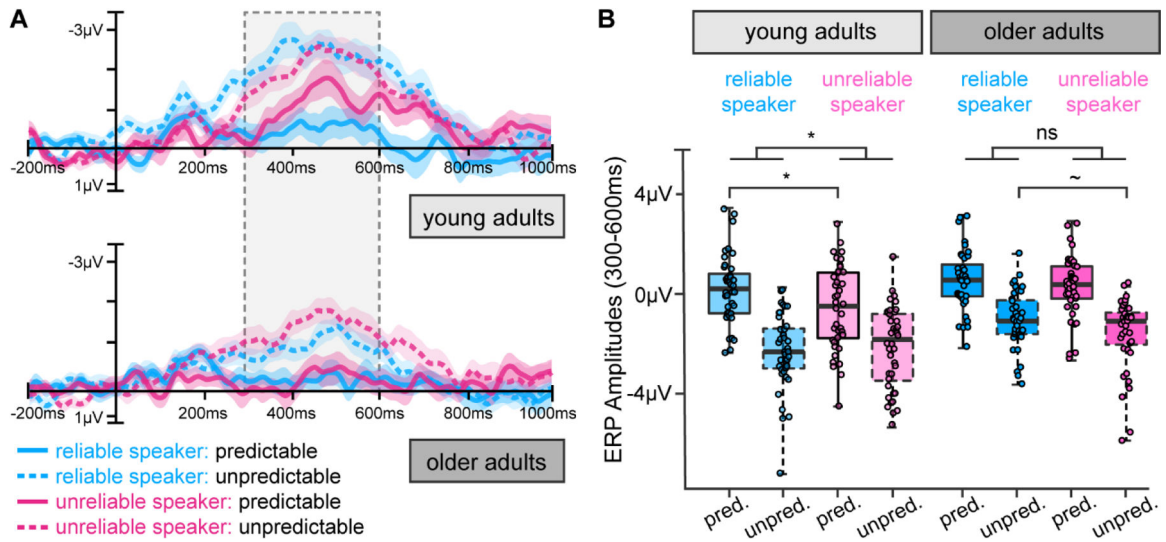 A
-3µV
-200ms
200ms
400ms
600ms
800ms
1000ms
1µV
young adults
-3µV
-200ms
200ms
400ms
600ms
800ms
1000ms
1µV
older adults
reliable speaker: predictable
reliable speaker: unpredictable
unreliable speaker: predictable
unreliable speaker: unpredictable
B
young adults
older adults
reliable speaker
unreliable speaker
reliable speaker
unreliable speaker
*
ns
*
~
ERP Amplitudes (300-600ms)
4µV
0µV
-4µV
pred.
unpred.
pred.
unpred.
pred.
unpred.
pred.
unpred.